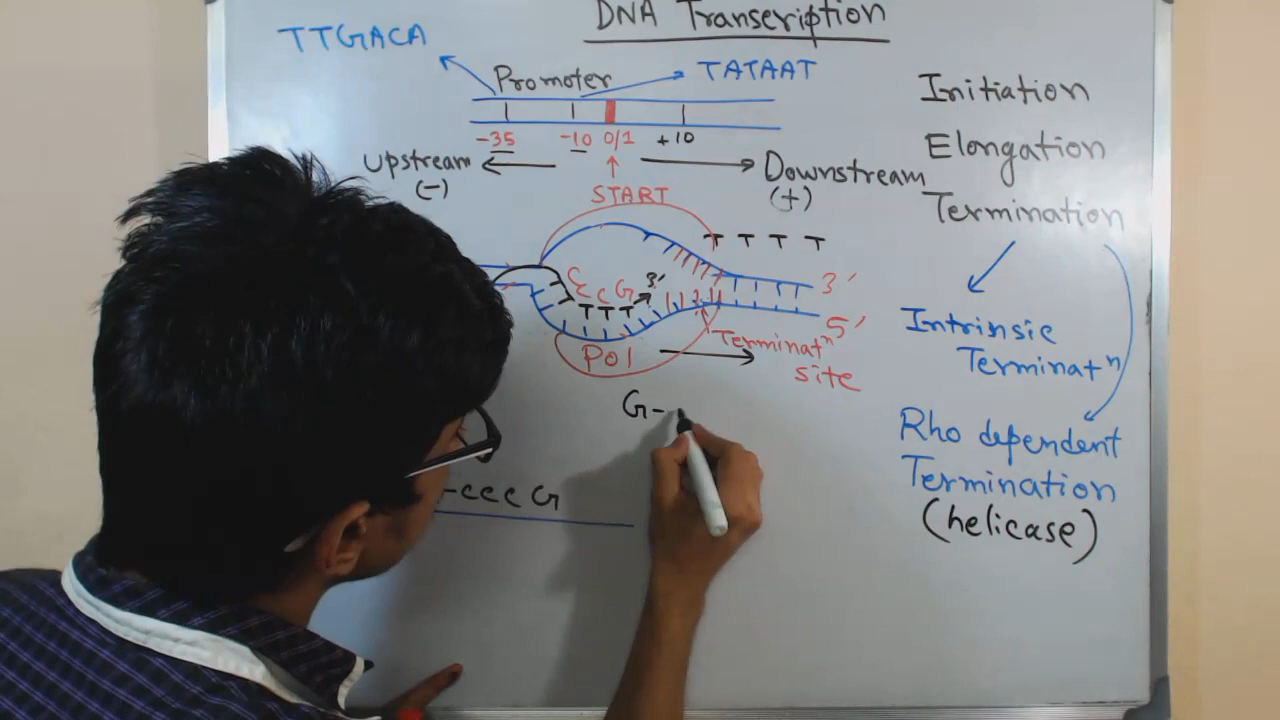 DNA Transcription
TTGACA
Promoter
TATAAT
-35 -10 0/1 +10
Upstream
(-)
START
Downstream
(+)
T T T T
C C G 3'
T T T
3'
5'
Pol
Terminatⁿ
site
G-
-CCCG
Initiation
Elongation
Termination
Intrinsic
Terminatⁿ
Rho dependent
Termination
(helicase)